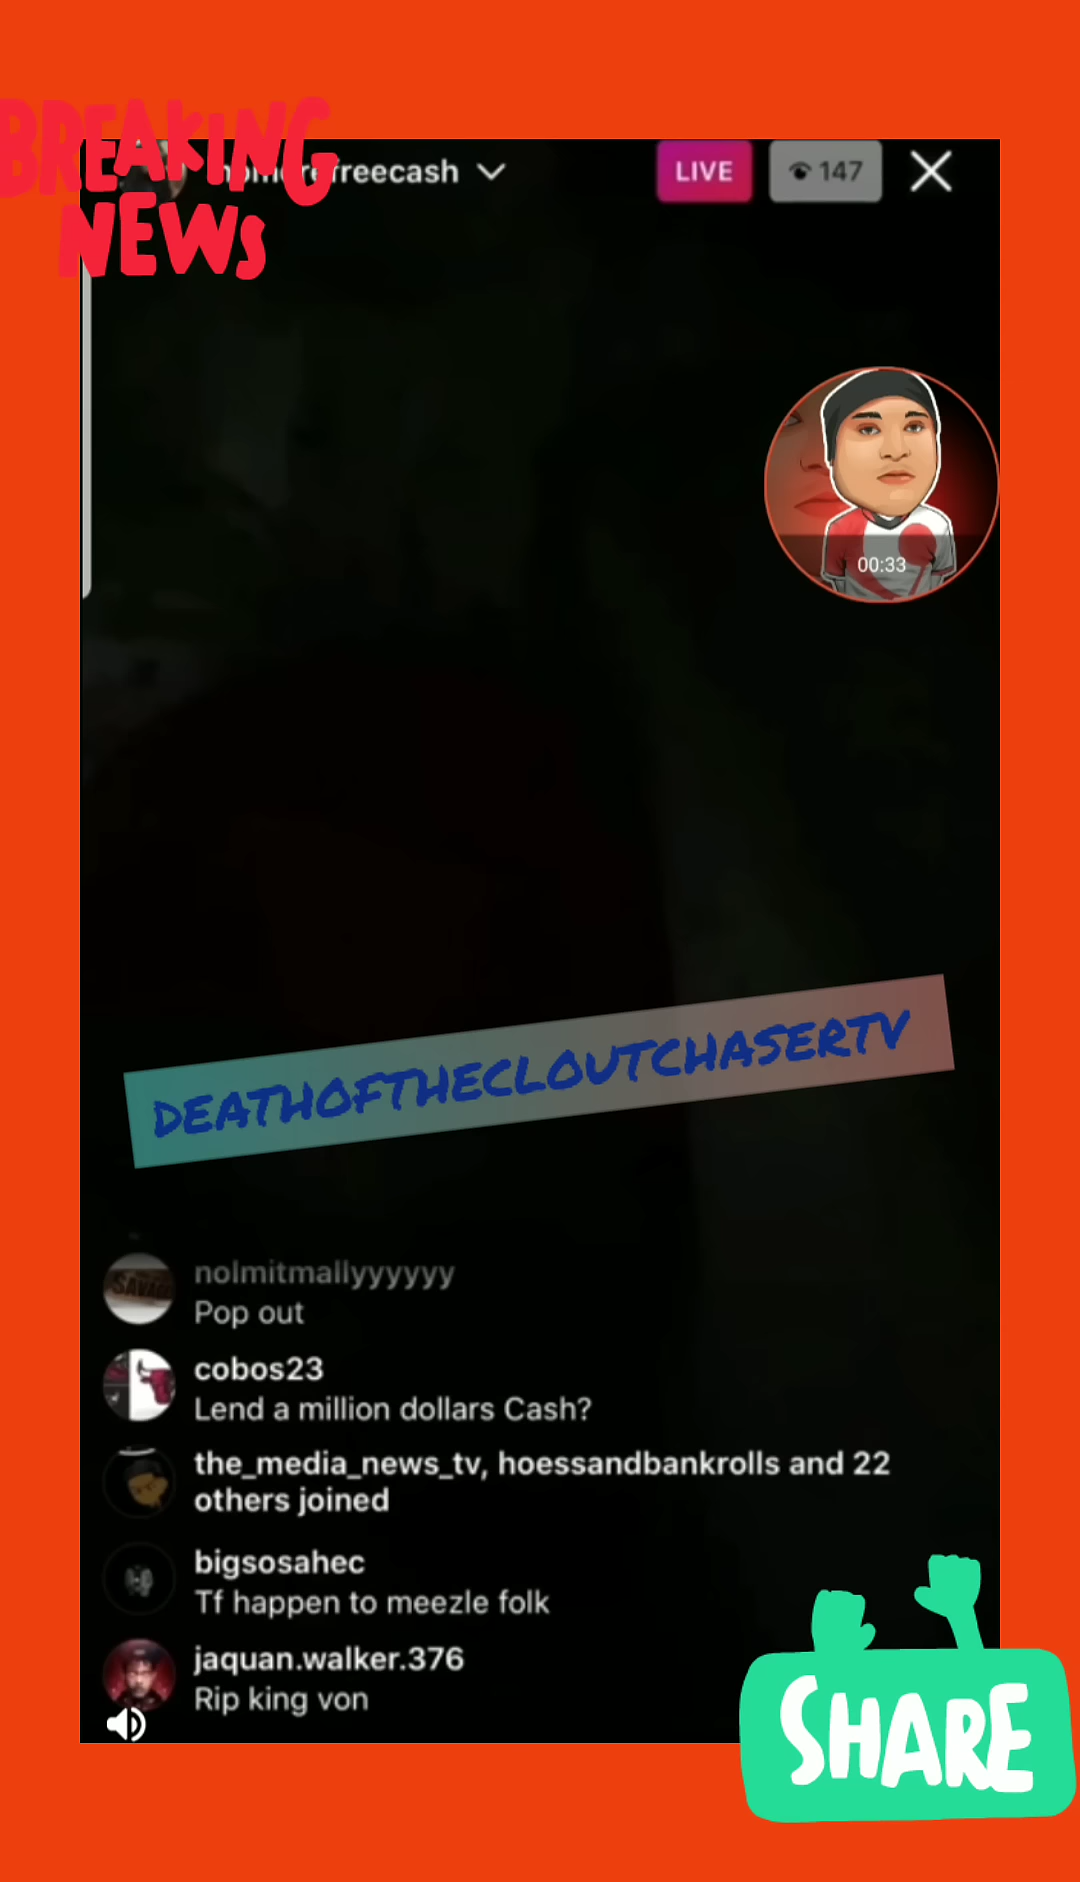 BREAKING
NEWS
freecash
LIVE
147
00:33
DEATHOFTHECLOUTCHASERTV
nolmitmallyyyyyy
Pop out
cobos23
Lend a million dollars Cash?
the_media_news_tv, hoessandbankrolls and 22
others joined
bigsosahec
Tf happen to meezle folk
jaquan.walker.376
Rip king von
SHARE